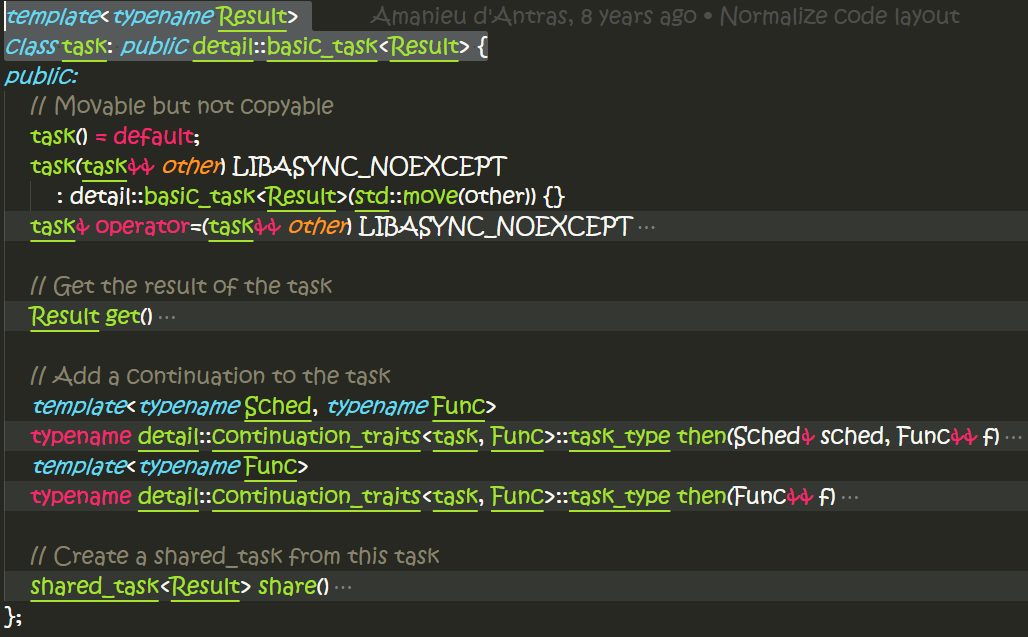 template<typename Result> Amanieu d'Antras, 8 years ago • Normalize code layout
class task: public detail::basic_task<Result> {
public:
    // Movable but not copyable
    task() = default;
    task(task&& other) LIBASYNC_NOEXCEPT
        : detail::basic_task<Result>(std::move(other)) {}
    task& operator=(task&& other) LIBASYNC_NOEXCEPT ···
    // Get the result of the task
    Result get() ···
    // Add a continuation to the task
    template<typename Sched, typename Func>
    typename detail::continuation_traits<task, Func>::task_type then(Sched& sched, Func&& f) ···
    template<typename Func>
    typename detail::continuation_traits<task, Func>::task_type then(Func&& f) ···
    // Create a shared_task from this task
    shared_task<Result> share() ···
};